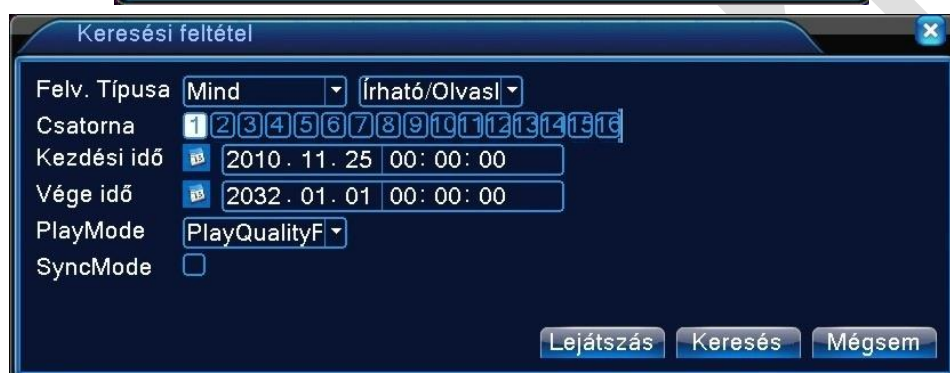 Keresési feltétel
Felv. Típusa Mind Írható/Olvasl
Csatorna 1 2 3 4 5 6 7 8 9 10 11 12 13 14 15 16
Kezdési idő 2010 . 11 . 25 00: 00: 00
Vége idő 2032 . 01 . 01 00: 00: 00
PlayMode PlayQualityF
SyncMode
Lejátszás Keresés Mégsem